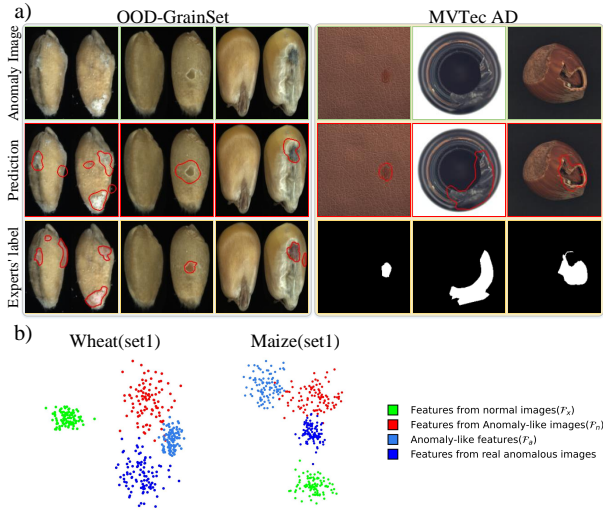 a)
OOD-GrainSet
MVTec AD
Anomaly Image
Prediction
Experts' label
b)
Wheat(set1)
Maize(set1)
Features from normal images(Fₓ)
Features from Anomaly-like images(Fₙ)
Anomaly-like features(Fₐ)
Features from real anomalous images